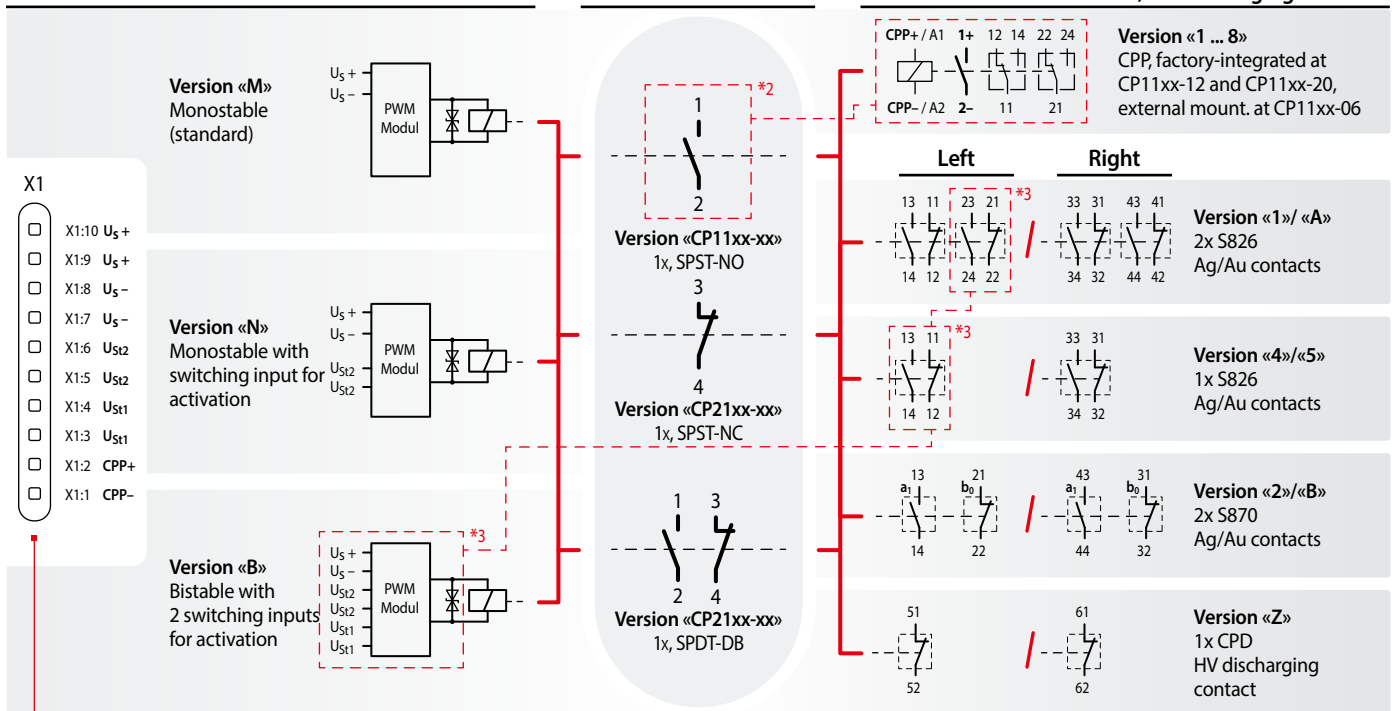 X1
X1:10 US +
X1:9 US +
X1:8 US –
X1:7 US –
X1:6 USt2
X1:5 USt2
X1:4 USt1
X1:3 USt1
X1:2 CPP+
X1:1 CPP–
Version «M»
Monostable
(standard)
US +
US –
PWM
Modul
Version «N»
Monostable with
switching input for
activation
US +
US –
USt2
USt2
PWM
Modul
Version «B»
Bistable with
2 switching inputs
for activation
*3
US +
US –
USt2
USt2
USt1
USt1
PWM
Modul
*2
1
2
Version «CP11xx-xx»
1x, SPST-NO
3
4
Version «CP21xx-xx»
1x, SPST-NC
1 3
2 4
Version «CP21xx-xx»
1x, SPDT-DB
CPP+ / A1 1+ 12 14 22 24
CPP– / A2 2– 11 21
Version «1 ... 8»
CPP, factory-integrated at
CP11xx-12 and CP11xx-20,
external mount. at CP11xx-06
Left Right
13 11 23 21 *3 33 31 43 41
14 12 24 22 34 32 44 42
Version «1»/ «A»
2x S826
Ag/Au contacts
13 11 *3 33 31
14 12 34 32
Version «4»/«5»
1x S826
Ag/Au contacts
13 21 43 31
a1 b0 a1 b0
14 22 44 32
Version «2»/«B»
2x S870
Ag/Au contacts
51 61
52 62
Version «Z»
1x CPD
HV discharging
contact